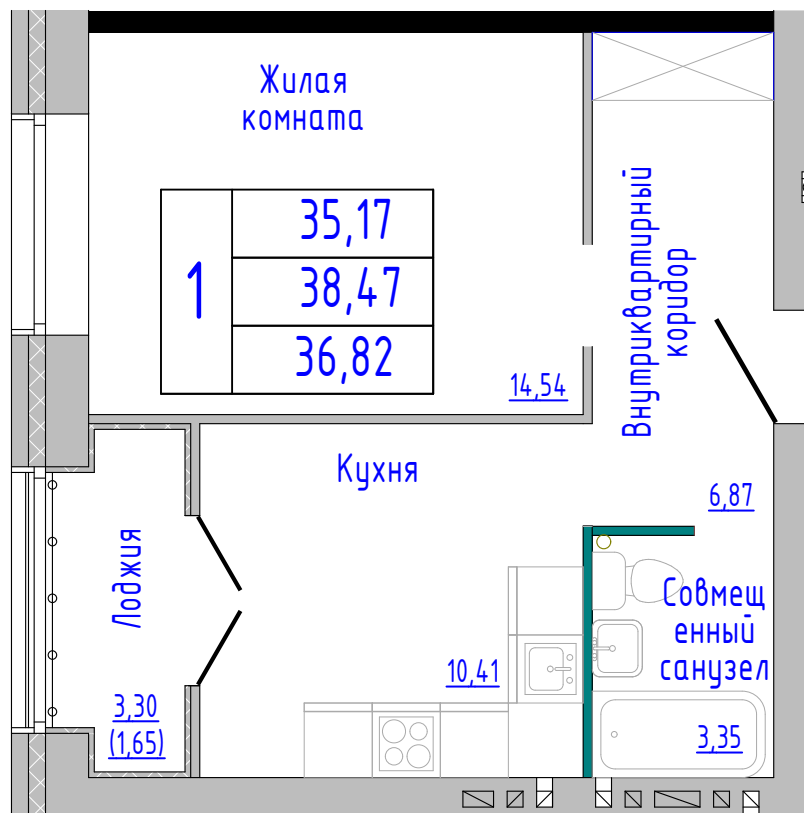 Жилая
комната
1
35,17
38,47
36,82
14,54
Внутриквартирный
коридор
6,87
Кухня
10,41
Лоджия
3,30
(1,65)
Совмещ
енный
санузел
3,35